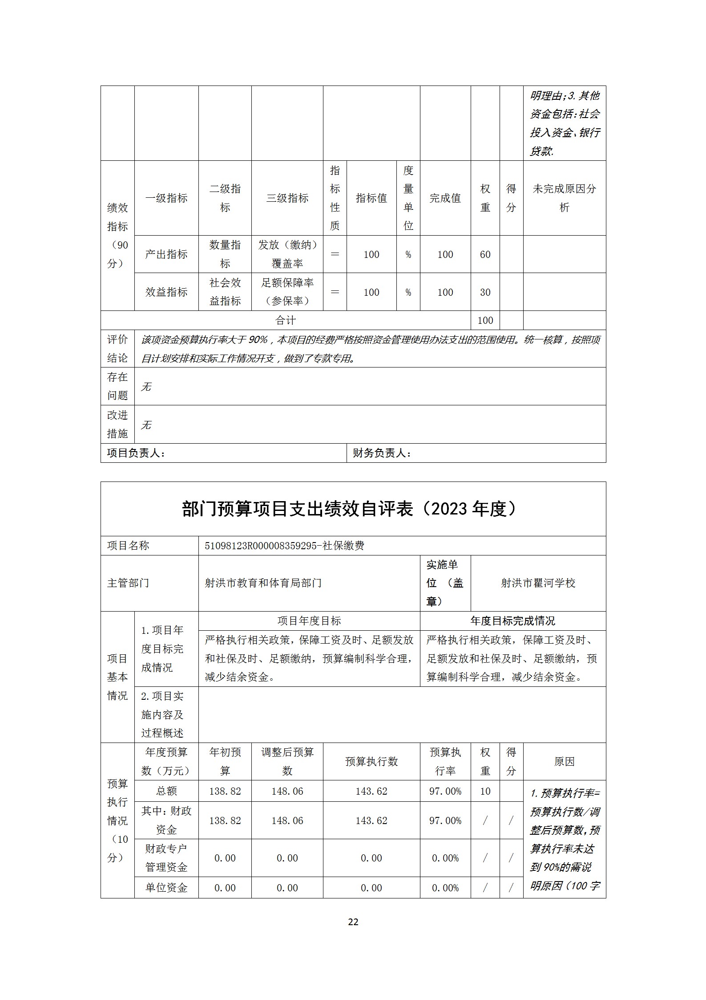 明理由；3.其他
资金包括：社会
投入资金、银行
贷款.
绩效
指标
（90
分）
一级指标
二级指
标
三级指标
指
标
性
质
指标值
度
量
单
位
完成值
权
重
得
分
未完成原因分
析
产出指标
数量指
标
发放（缴纳）
覆盖率
＝
100
%
100
60
效益指标
社会效
益指标
足额保障率
（参保率）
＝
100
%
100
30
合计
100
评价
结论
该项资金预算执行率大于 90%，本项目的经费严格按照资金管理使用办法支出的范围使用。统一核算，按照项
目计划安排和实际工作情况开支，做到了专款专用。
存在
问题
无
改进
措施
无
项目负责人：
财务负责人：
部门预算项目支出绩效自评表（2023 年度）
项目名称
51098123R000008359295-社保缴费
主管部门
射洪市教育和体育局部门
实施单
位 （盖
章）
射洪市瞿河学校
项目
基本
情况
1.项目年
度目标完
成情况
项目年度目标
年度目标完成情况
严格执行相关政策，保障工资及时、足额发放
和社保及时、足额缴纳，预算编制科学合理，
减少结余资金。
严格执行相关政策，保障工资及时、
足额发放和社保及时、足额缴纳，预
算编制科学合理，减少结余资金。
2.项目实
施内容及
过程概述
预算
执行
情况
（10
分）
年度预算
数（万元）
年初预
算
调整后预算
数
预算执行数
预算执
行率
权
重
得
分
原因
总额
138.82
148.06
143.62
97.00%
10
1.预算执行率=
预算执行数/调
整后预算数，预
算执行率未达
到 90%的需说
明原因（100 字
其中：财政
资金
138.82
148.06
143.62
97.00%
/
/
财政专户
管理资金
0.00
0.00
0.00
0.00%
/
/
单位资金
0.00
0.00
0.00
0.00%
/
/
22